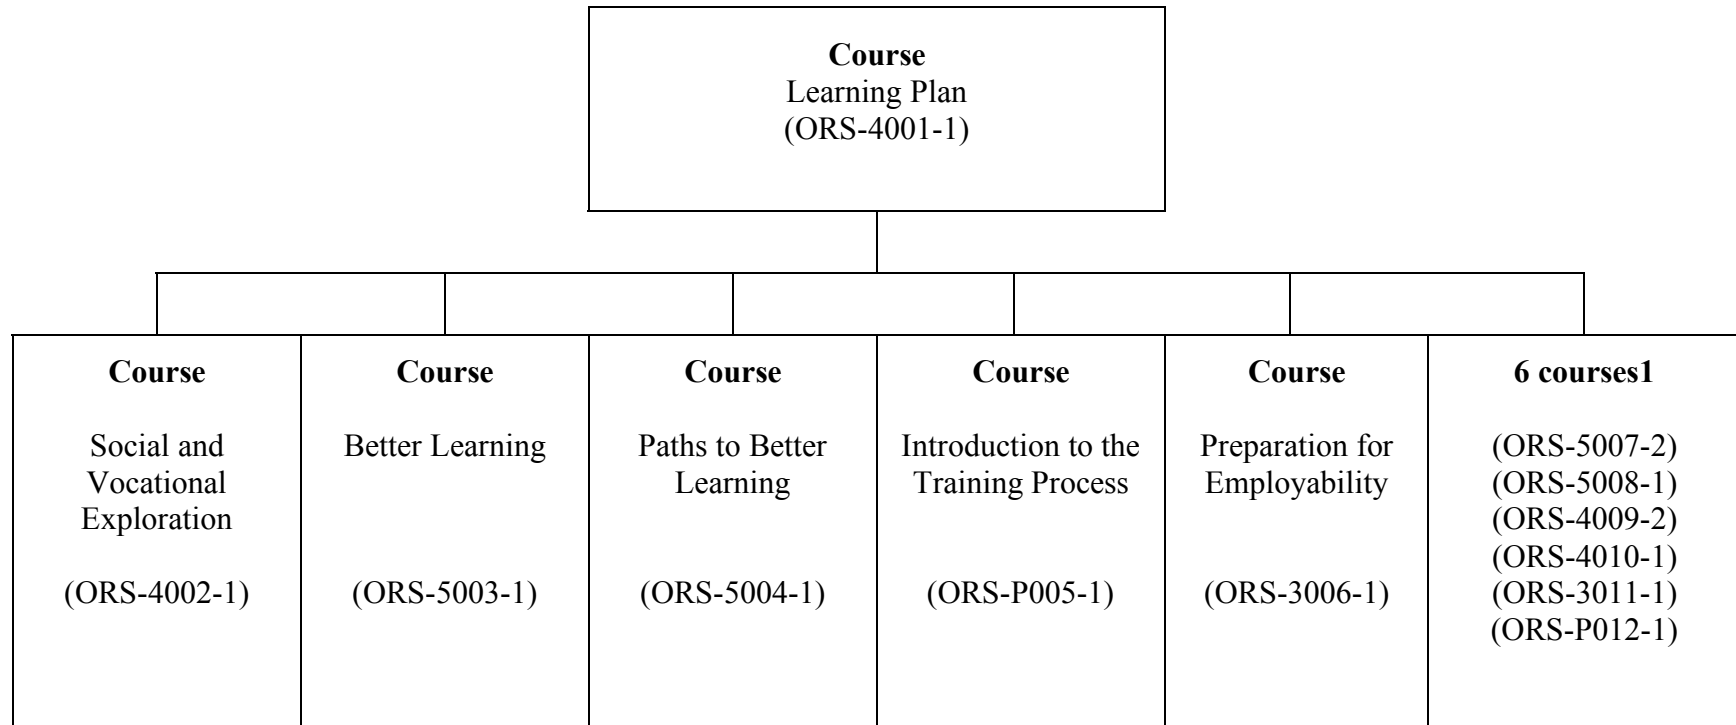 Course
Learning Plan
(ORS-4001-1)
Course
Social and
Vocational
Exploration
(ORS-4002-1)
Course
Better Learning
(ORS-5003-1)
Course
Paths to Better
Learning
(ORS-5004-1)
Course
Introduction to the
Training Process
(ORS-P005-1)
Course
Preparation for
Employability
(ORS-3006-1)
6 courses1
(ORS-5007-2)
(ORS-5008-1)
(ORS-4009-2)
(ORS-4010-1)
(ORS-3011-1)
(ORS-P012-1)